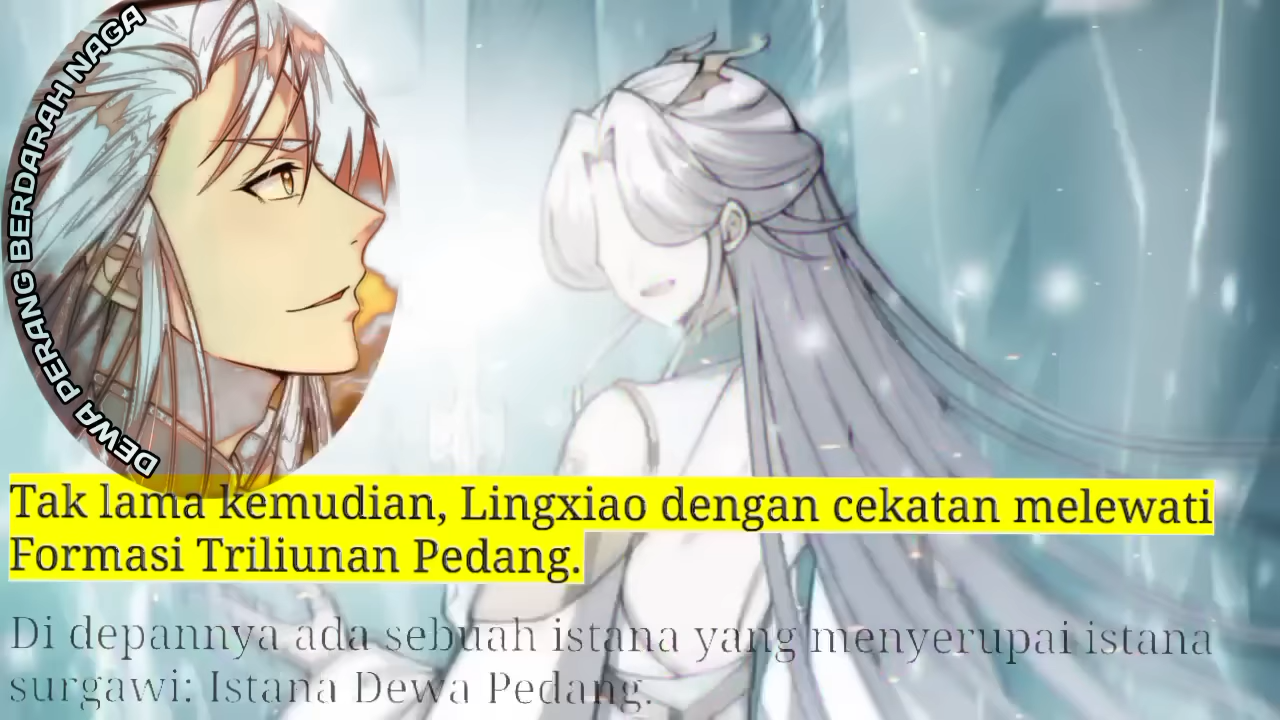 DEWA PERANG BERDARAH NAGA
Tak lama kemudian, Lingxiao dengan cekatan melewati
Formasi Triliunan Pedang.
Di depannya ada sebuah istana yang menyerupai istana
surgawi: Istana Dewa Pedang.